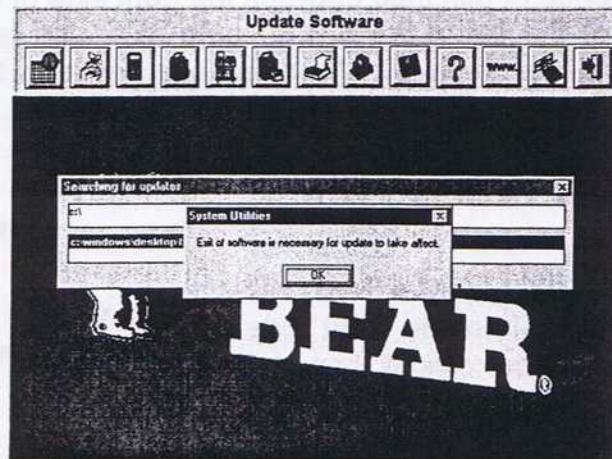 Update Software
?
www.
Searching for updates
c:\
System Utilities
c:\windows\desktop\
Exit of software is necessary for update to take affect.
OK
BEAR®